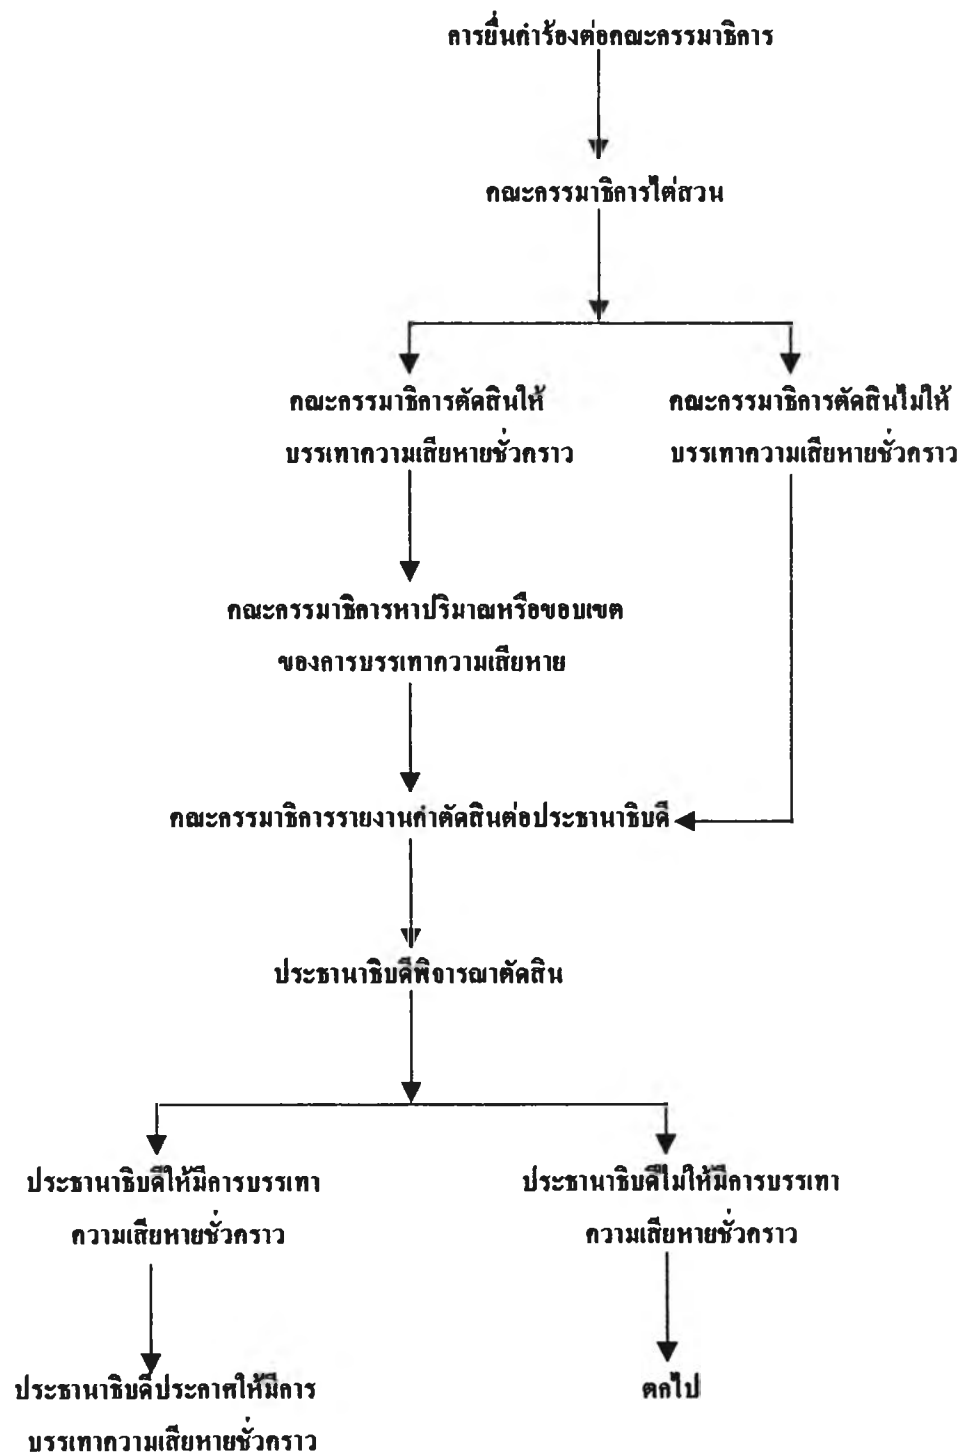 การยื่นคำร้องต่อคณะกรรมาธิการ
คณะกรรมาธิการไต่สวน
คณะกรรมาธิการตัดสินให้
บรรเทาความเสียหายชั่วคราว
คณะกรรมาธิการตัดสินไม่ให้
บรรเทาความเสียหายชั่วคราว
คณะกรรมาธิการหาปริมาณหรือขอบเขต
ของการบรรเทาความเสียหาย
คณะกรรมาธิการรายงานคำตัดสินต่อประธานาธิบดี
ประธานาธิบดีพิจารณาตัดสิน
ประธานาธิบดีให้มีการบรรเทา
ความเสียหายชั่วคราว
ประธานาธิบดีไม่ให้มีการบรรเทา
ความเสียหายชั่วคราว
ประธานาธิบดีประกาศให้มีการ
บรรเทาความเสียหายชั่วคราว
ตกไป